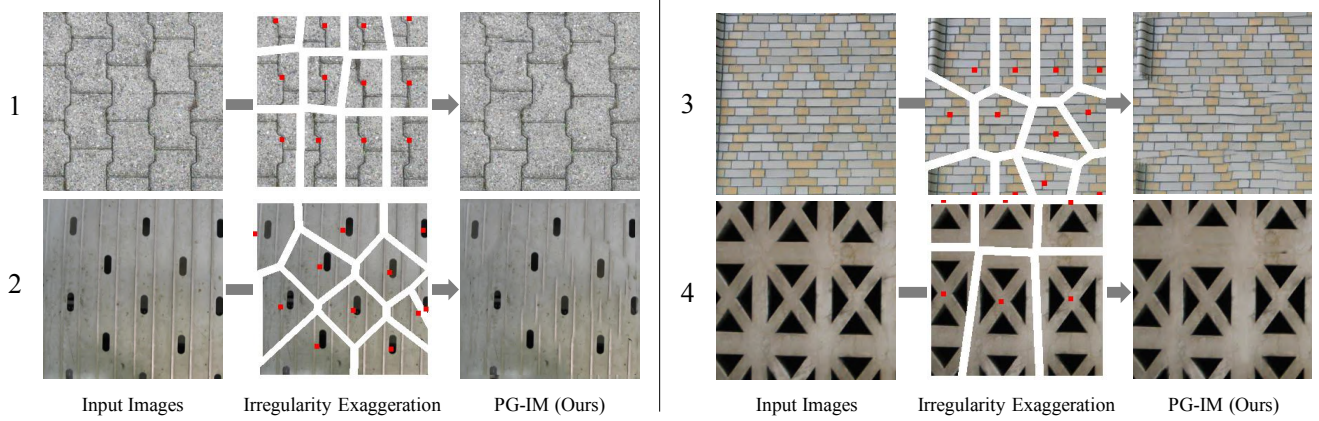 1
2
Input Images
Irregularity Exaggeration
PG-IM (Ours)
3
4
Input Images
Irregularity Exaggeration
PG-IM (Ours)